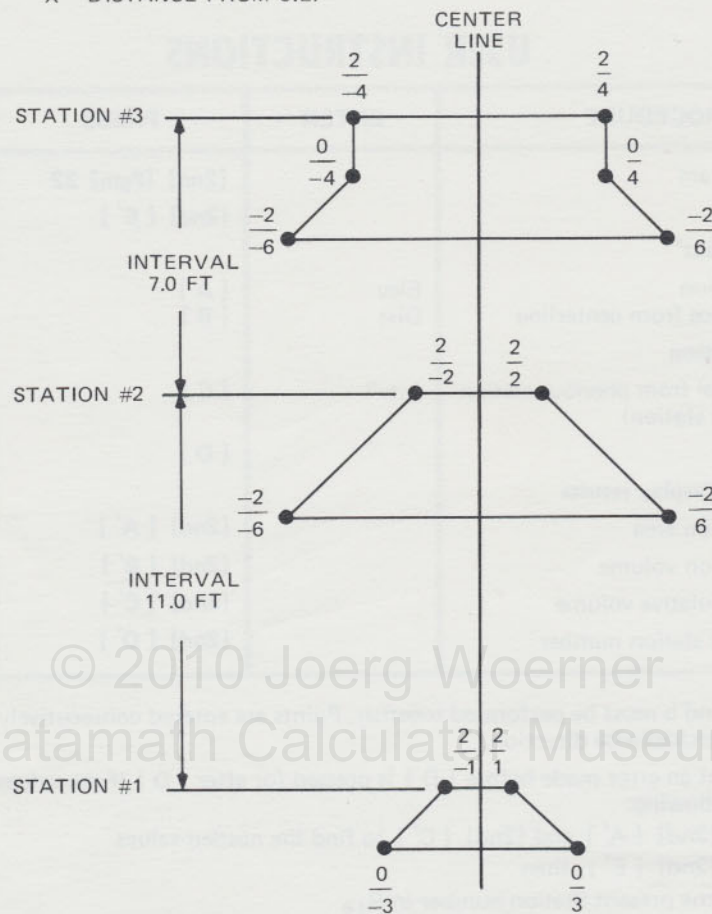 X DISTANCE FROM C.L.
CENTER
LINE
2
-4
2
4
STATION #3
0
-4
0
4
-2
-6
-2
6
INTERVAL
7.0 FT
2
-2
2
2
STATION #2
-2
-6
-2
6
INTERVAL
11.0 FT
© 2010 Joerg Woerner
Datamath Calculator Museum
2
-1
2
1
STATION #1
0
-3
0
3